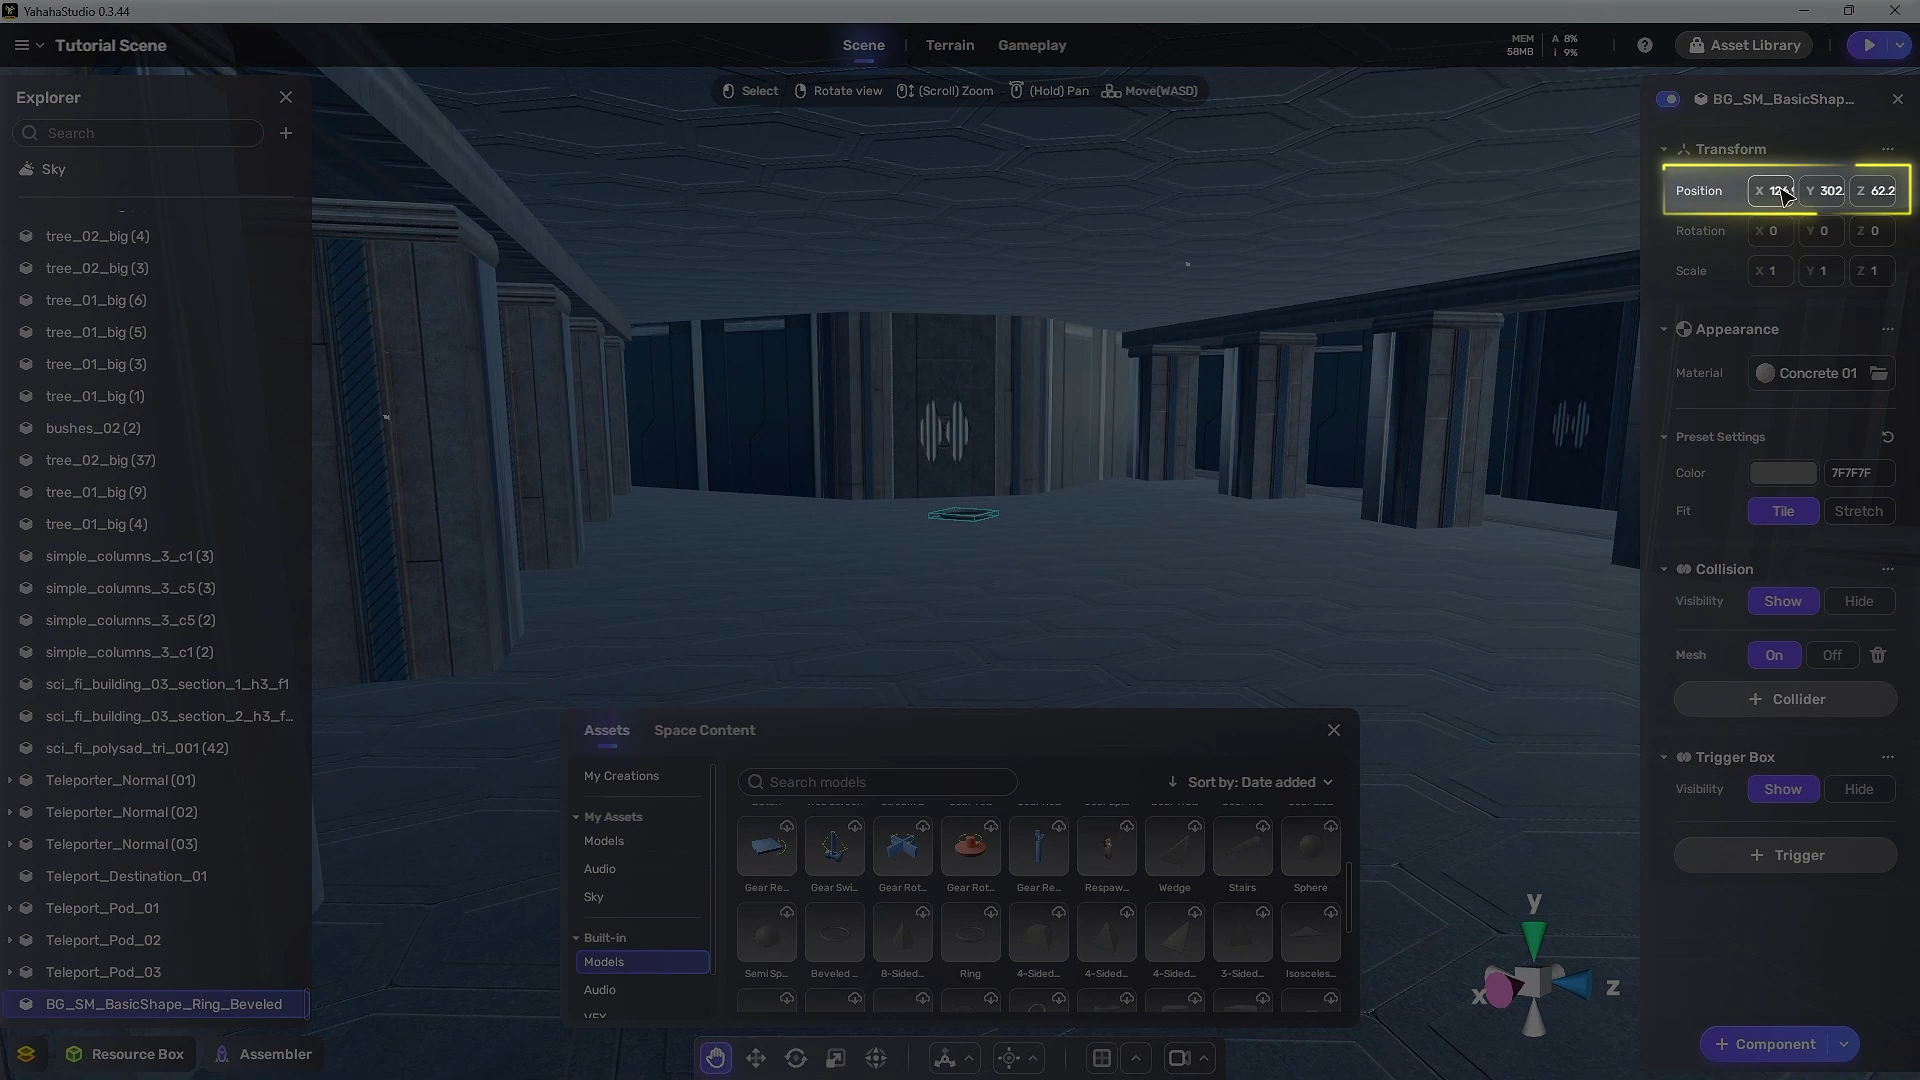 YahahaStudio 0.3.44
Tutorial Scene
Scene
Terrain
Gameplay
MEM
58MB
A 8%
i 9%
Asset Library
Select
Rotate view
(Scroll) Zoom
(Hold) Pan
Move(WASD)
Explorer
Search
Sky
tree_02_big (4)
tree_02_big (3)
tree_01_big (6)
tree_01_big (5)
tree_01_big (3)
tree_01_big (1)
bushes_02 (2)
tree_02_big (37)
tree_01_big (9)
tree_01_big (4)
simple_columns_3_c1 (3)
simple_columns_3_c5 (3)
simple_columns_3_c5 (2)
simple_columns_3_c1 (2)
sci_fi_building_03_section_1_h3_f1
sci_fi_building_03_section_2_h3_f...
sci_fi_polysad_tri_001 (42)
Teleporter_Normal (01)
Teleporter_Normal (02)
Teleporter_Normal (03)
Teleport_Destination_01
Teleport_Pod_01
Teleport_Pod_02
Teleport_Pod_03
BG_SM_BasicShape_Ring_Beveled
Resource Box
Assembler
Assets
Space Content
My Creations
My Assets
Models
Audio
Sky
Built-in
Models
Audio
VFX
Search models
Sort by: Date added
Gear Re...
Gear Swi...
Gear Rot...
Gear Rot...
Gear Re...
Respaw...
Wedge
Stairs
Sphere
Semi Sp...
Beveled ...
8-Sided...
Ring
4-Sided...
4-Sided...
4-Sided...
3-Sided...
Isosceles...
BG_SM_BasicShap...
Transform
Position
X
Y 302.
Z 62.2
Rotation
X 0
Y 0
Z 0
Scale
X 1
Y 1
Z 1
Appearance
Material
Concrete 01
Preset Settings
Color
7F7F7F
Fit
Tile
Stretch
Collision
Visibility
Show
Hide
Mesh
On
Off
+ Collider
Trigger Box
Visibility
Show
Hide
+ Trigger
y
x
z
+ Component